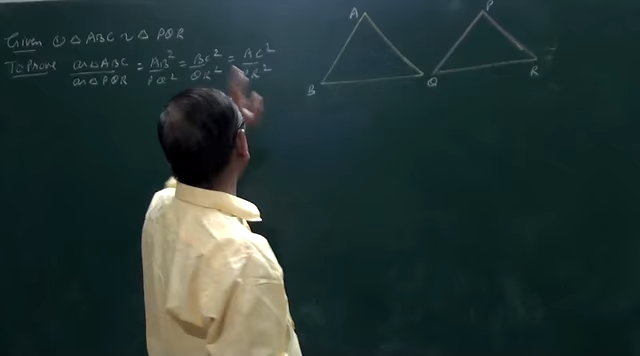 Given ① △ ABC ~ △ PQR
To Prove ar△ABC/ar△PQR = AB²/PQ² = BC²/QR² = AC²/PR²
A
P
B
Q
R